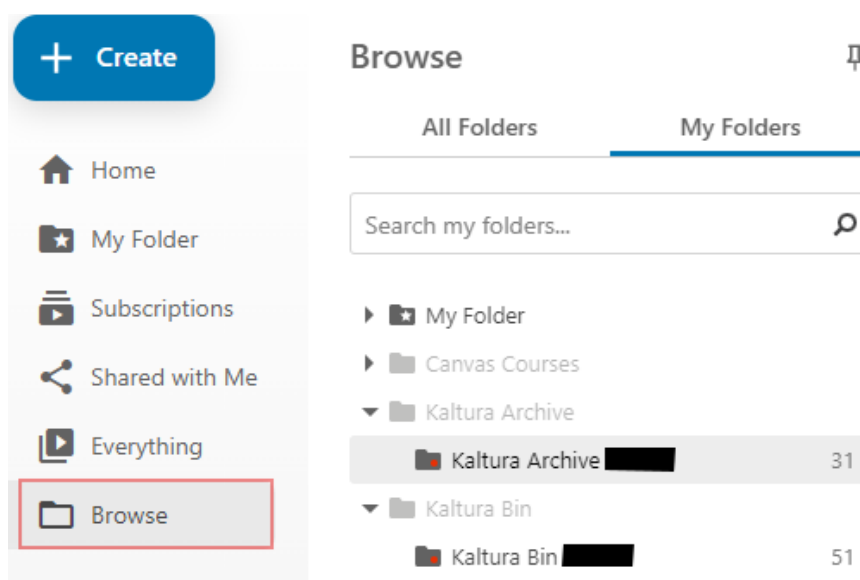 Create
Home
My Folder
Subscriptions
Shared with Me
Everything
Browse
Browse
All Folders
My Folders
Search my folders...
My Folder
Canvas Courses
Kaltura Archive
Kaltura Archive
31
Kaltura Bin
Kaltura Bin
51